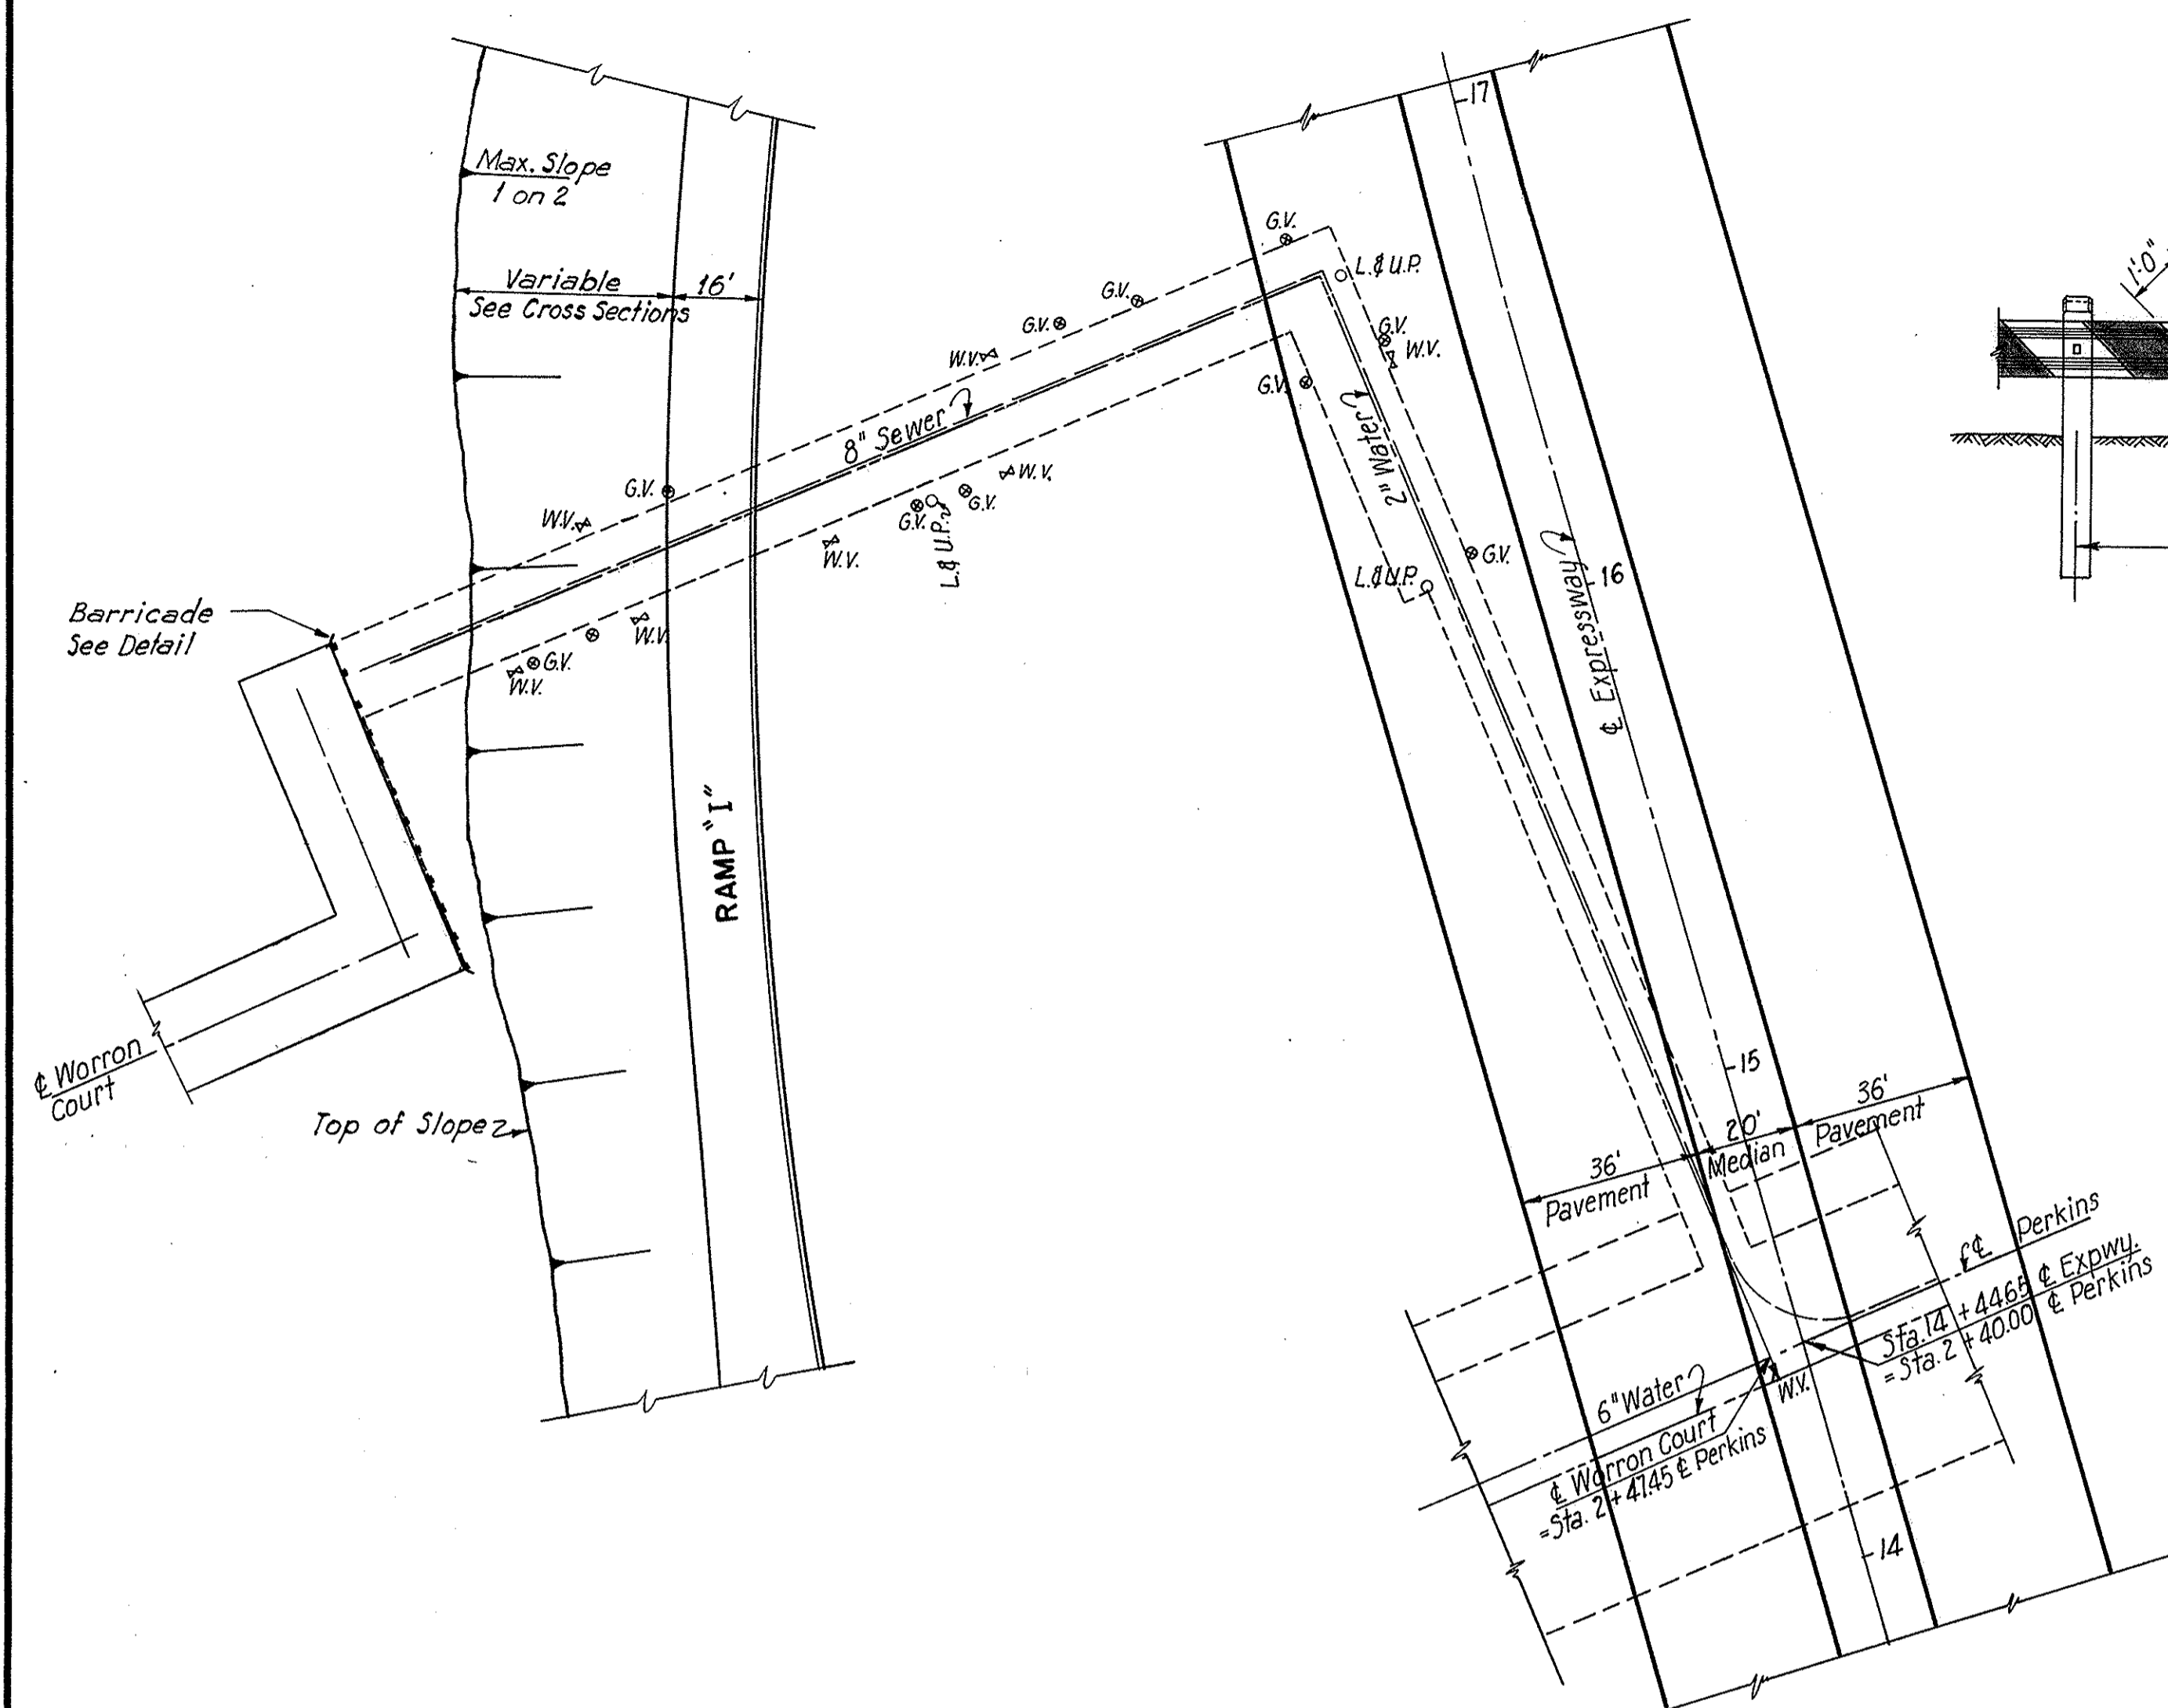 17
Max. Slope
1 on 2
Variable
See Cross Sections
16'
G.V.
L.&U.P.
1'-0"
G.V.
G.V.
G.V.
W.V.
W.V.
G.V.
8" Sewer
2" Water
G.V.
W.V.
W.V.
G.V.
G.V.
L.&U.P.
W.V.
G.V.
L.&U.P.
16
℄ Expressway
Barricade
See Detail
W.V.
G.V.
W.V.
RAMP "I"
℄ Worron
Court
15
Top of Slope
36'
Pavement
20'
Median
36'
Pavement
℄ Perkins
Sta. 14 + 44.65 ℄ Expwy.
= Sta. 2 + 40.00 ℄ Perkins
6" Water
W.V.
℄ Worron Court
= Sta. 2 + 47.45 ℄ Perkins
14